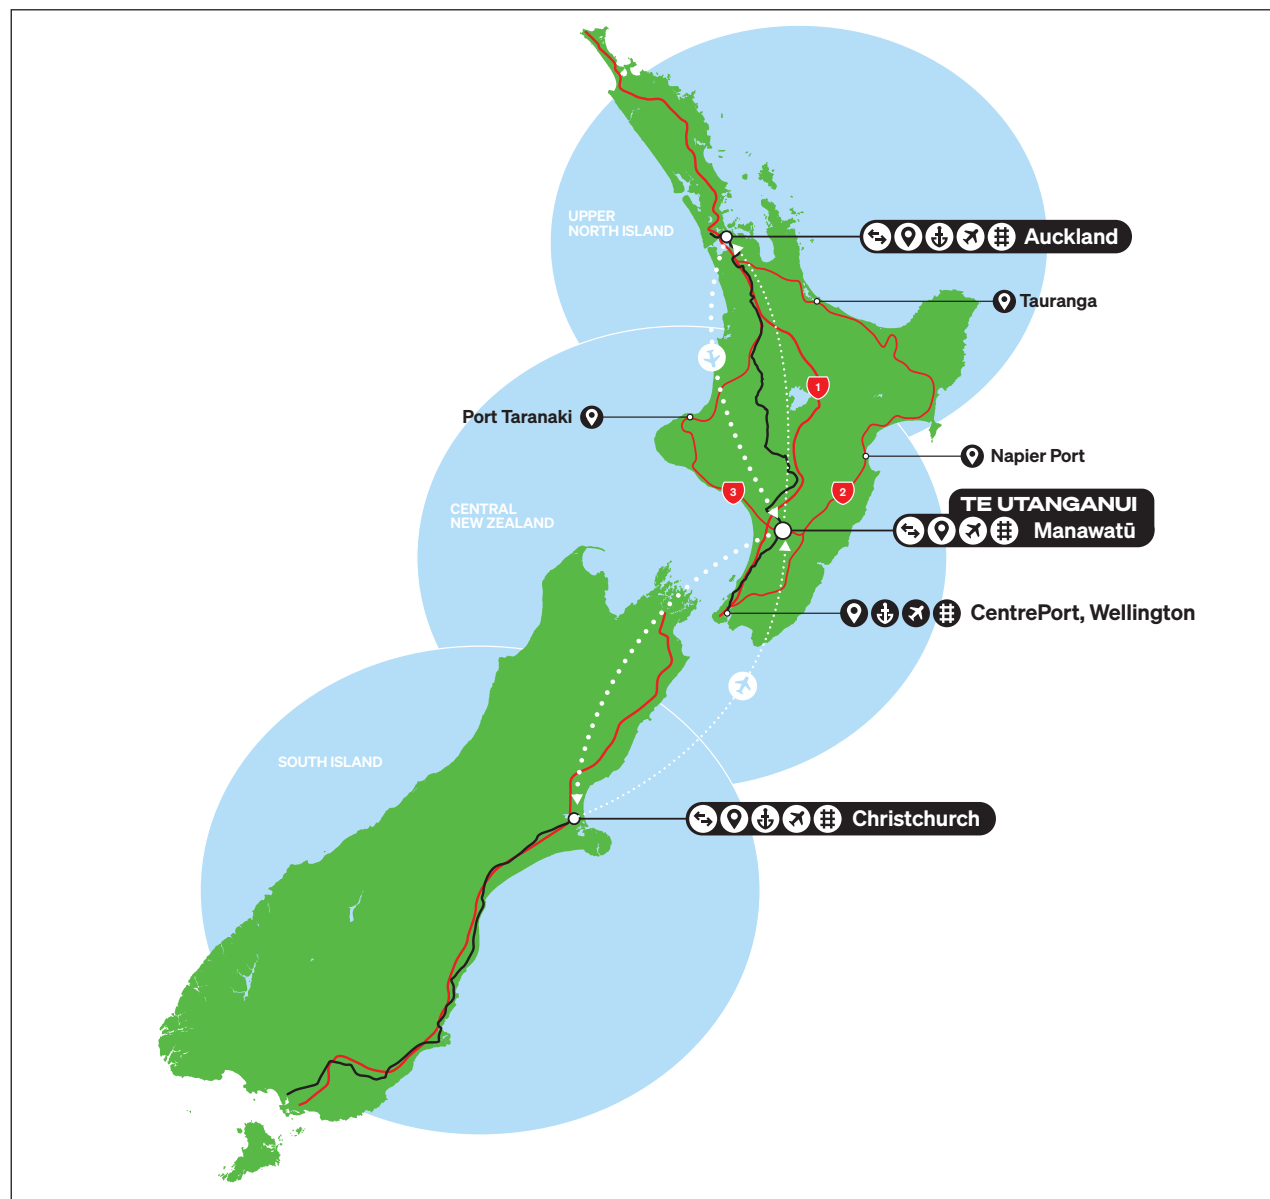 UPPER
NORTH ISLAND
Auckland
Tauranga
1
Port Taranaki
Napier Port
3
2
CENTRAL
NEW ZEALAND
TE UTANGANUI
Manawatū
CentrePort, Wellington
SOUTH ISLAND
Christchurch